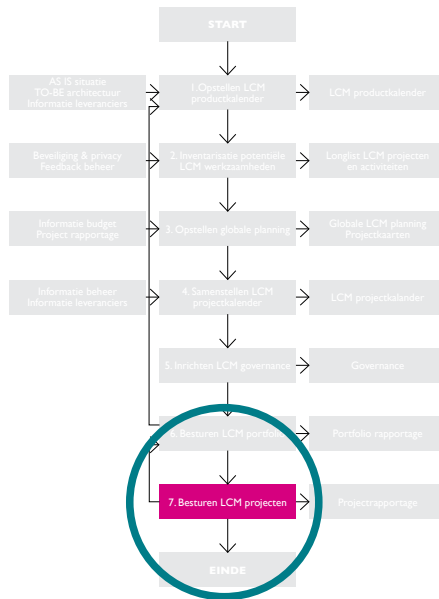 START
AS IS situatie
TO-BE architectuur
Informatie leveranciers
1.Opstellen LCM
productkalender
LCM productkalender
Beveiliging & privacy
Feedback beheer
2. Inventarisatie potentiële
LCM werkzaamheden
Longlist LCM projecten
en activiteiten
Informatie budget
Project rapportage
3. Opstellen globale planning
Globale LCM planning
Projectkaarten
Informatie beheer
Informatie leveranciers
4. Samenstellen LCM
projectkalender
LCM projectkalander
5. Inrichten LCM governance
Governance
6. Besturen LCM portfolio
Portfolio rapportage
7. Besturen LCM projecten
Projectrapportage
EINDE